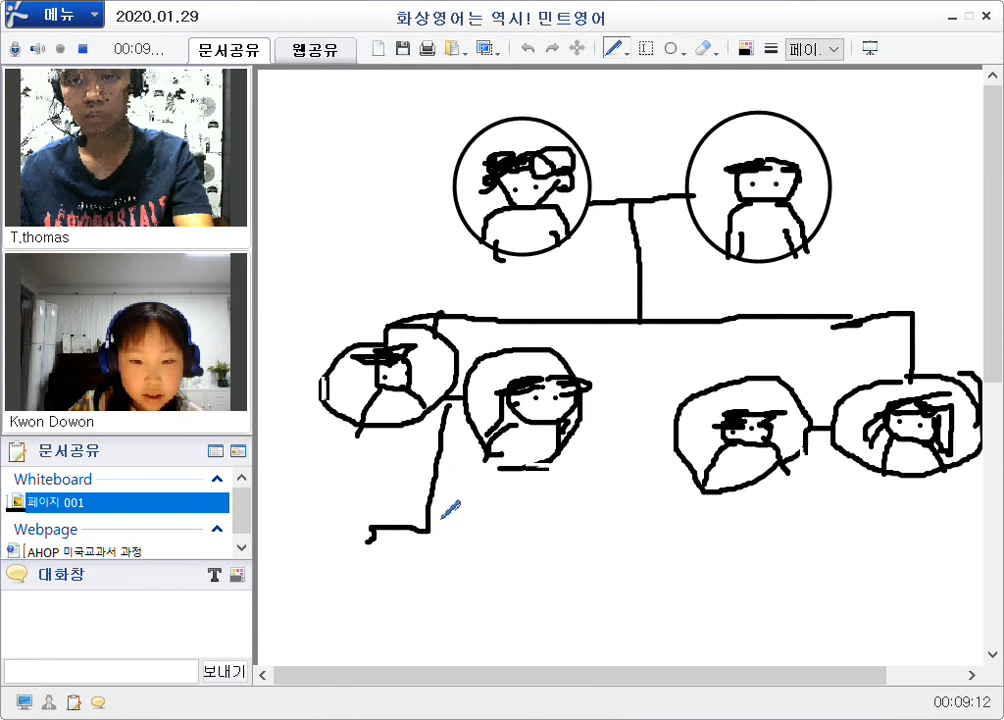 메뉴
2020.01.29
화상영어는 역시! 민트영어
00:09...
문서공유
웹공유
페이.
T.thomas
Kwon Dowon
문서공유
Whiteboard
페이지 001
Webpage
[AHOP 미국교과서 과정
대화창
T
보내기
00:09:12